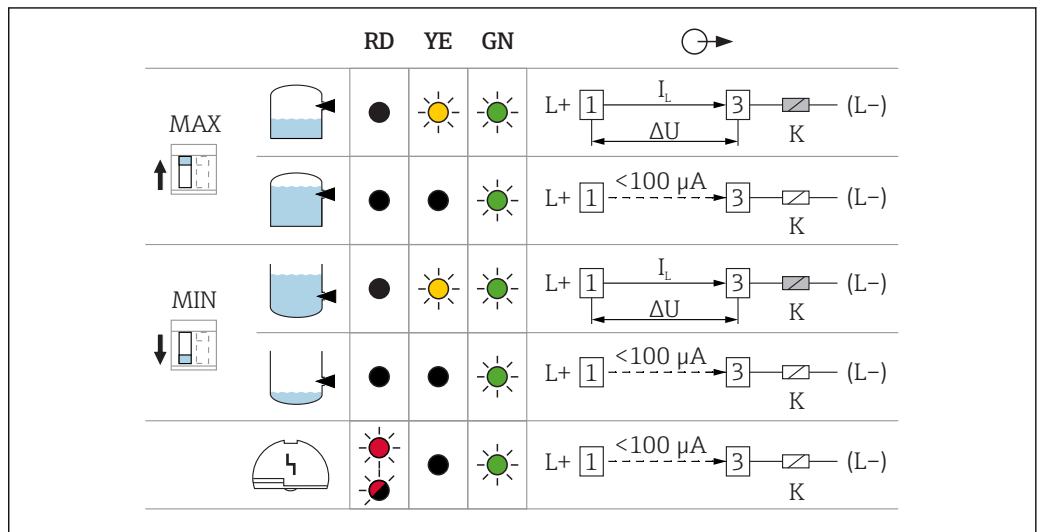 RD YE GN
MAX
L+ 1 I_L 3 (L−)
ΔU K
L+ 1 <100 μA 3 (L−)
K
MIN
L+ 1 I_L 3 (L−)
ΔU K
L+ 1 <100 μA 3 (L−)
K
L+ 1 <100 μA 3 (L−)
K